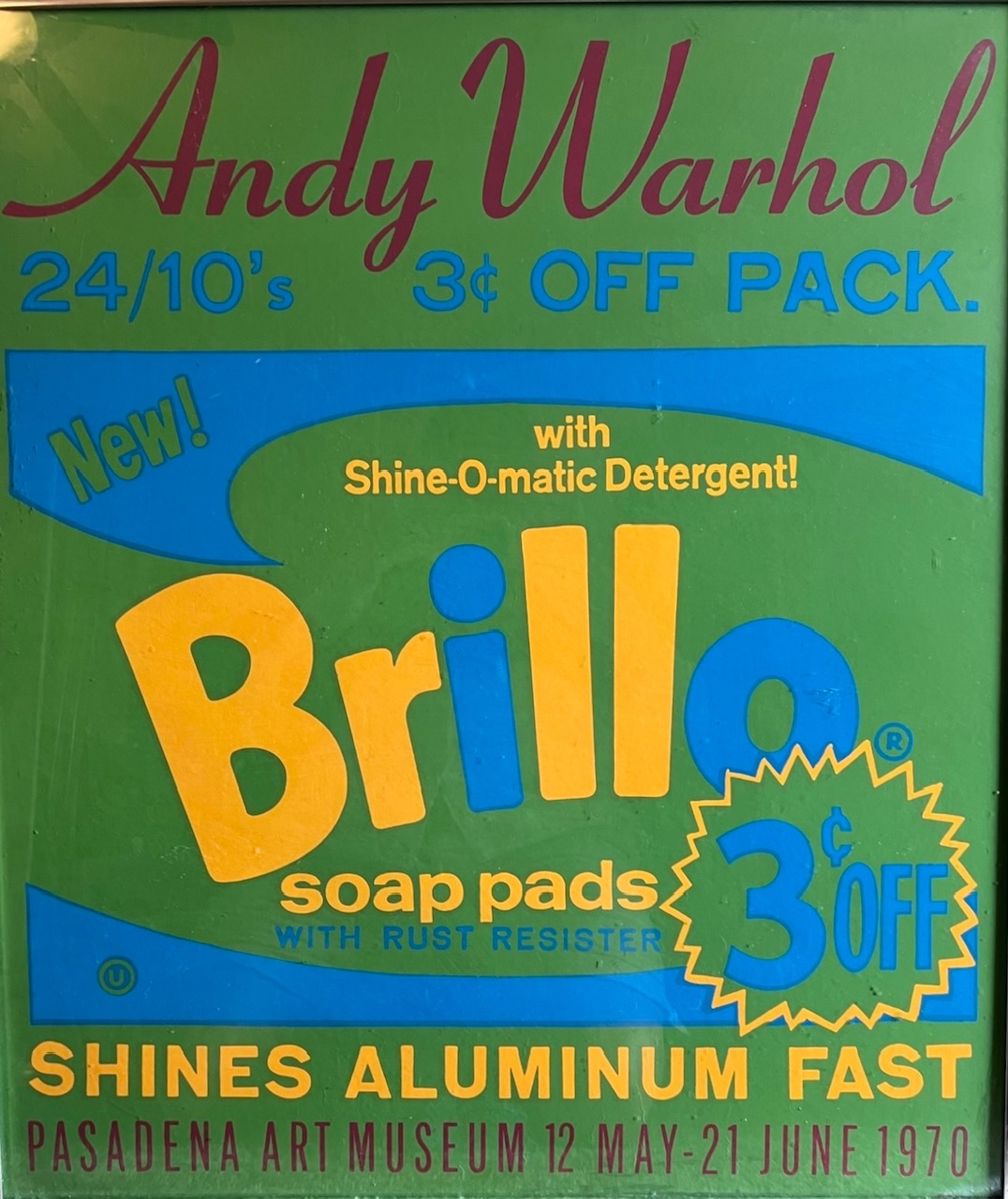 Andy Warhol
24/10's 3¢ OFF PACK.
New!
with
Shine-O-matic Detergent!
Brillo®
3¢ OFF
soap pads
WITH RUST RESISTER
Ⓤ
SHINES ALUMINUM FAST
PASADENA ART MUSEUM 12 MAY-21 JUNE 1970